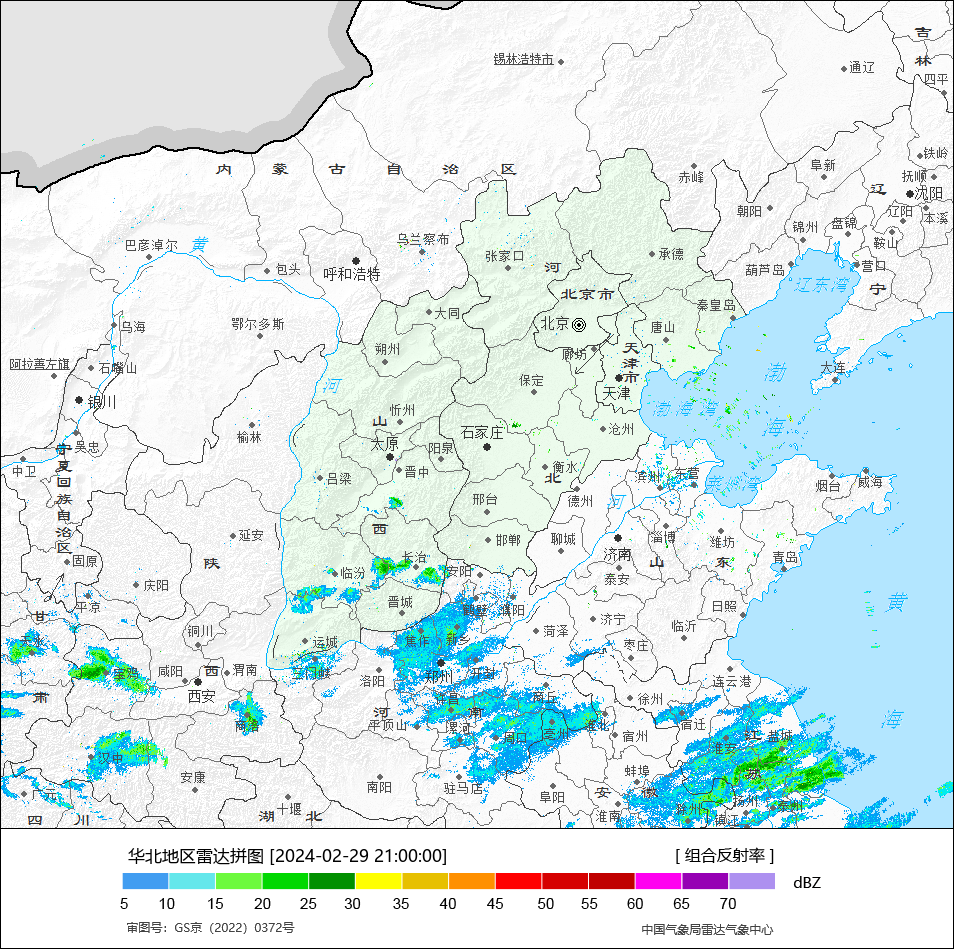 吉
林
锡林浩特市
通辽
四平
内 蒙 古 自 治 区
赤峰
阜新
铁岭
抚顺
辽
沈阳
朝阳
辽阳
本溪
锦州
盘锦
鞍山
巴彦淖尔
黄
乌兰察布
张家口
河
承德
呼和浩特
包头
葫芦岛
营口
辽东湾
宁
北京市
秦皇岛
乌海
鄂尔多斯
大同
北京
唐山
朔州
廊坊
天
津
市
阿拉善左旗
石嘴山
保定
天津
渤
大连
银川
河
忻州
渤海湾
海
榆林
山
太原
石家庄
沧州
吴忠
宁
夏
回
族
自
治
区
中卫
阳泉
晋中
吕梁
衡水
北
滨州
东营
莱州湾
烟台
威海
邢台
德州
河
西
延安
邯郸
聊城
济南
淄博
潍坊
青岛
固原
陕
临汾
长治
安阳
山
东
泰安
庆阳
平凉
甘
晋城
鹤壁
濮阳
日照
黄
济宁
铜川
运城
焦作
新乡
菏泽
临沂
天水
枣庄
宝鸡
咸阳
西
渭南
三门峡
洛阳
郑州
开封
连云港
西安
肃
许昌
商丘
徐州
商洛
河
南
平顶山
漯河
周口
亳州
淮北
宿州
宿迁
海
江
盐城
淮安
汉中
苏
安康
南阳
驻马店
阜阳
蚌埠
安
徽
广元
十堰
淮南
滁州
扬州
泰州
镇江
四 川
湖 北
华北地区雷达拼图 [2024-02-29 21:00:00]
[ 组合反射率 ]
dBZ
5 10 15 20 25 30 35 40 45 50 55 60 65 70
审图号：GS京（2022）0372号
中国气象局雷达气象中心